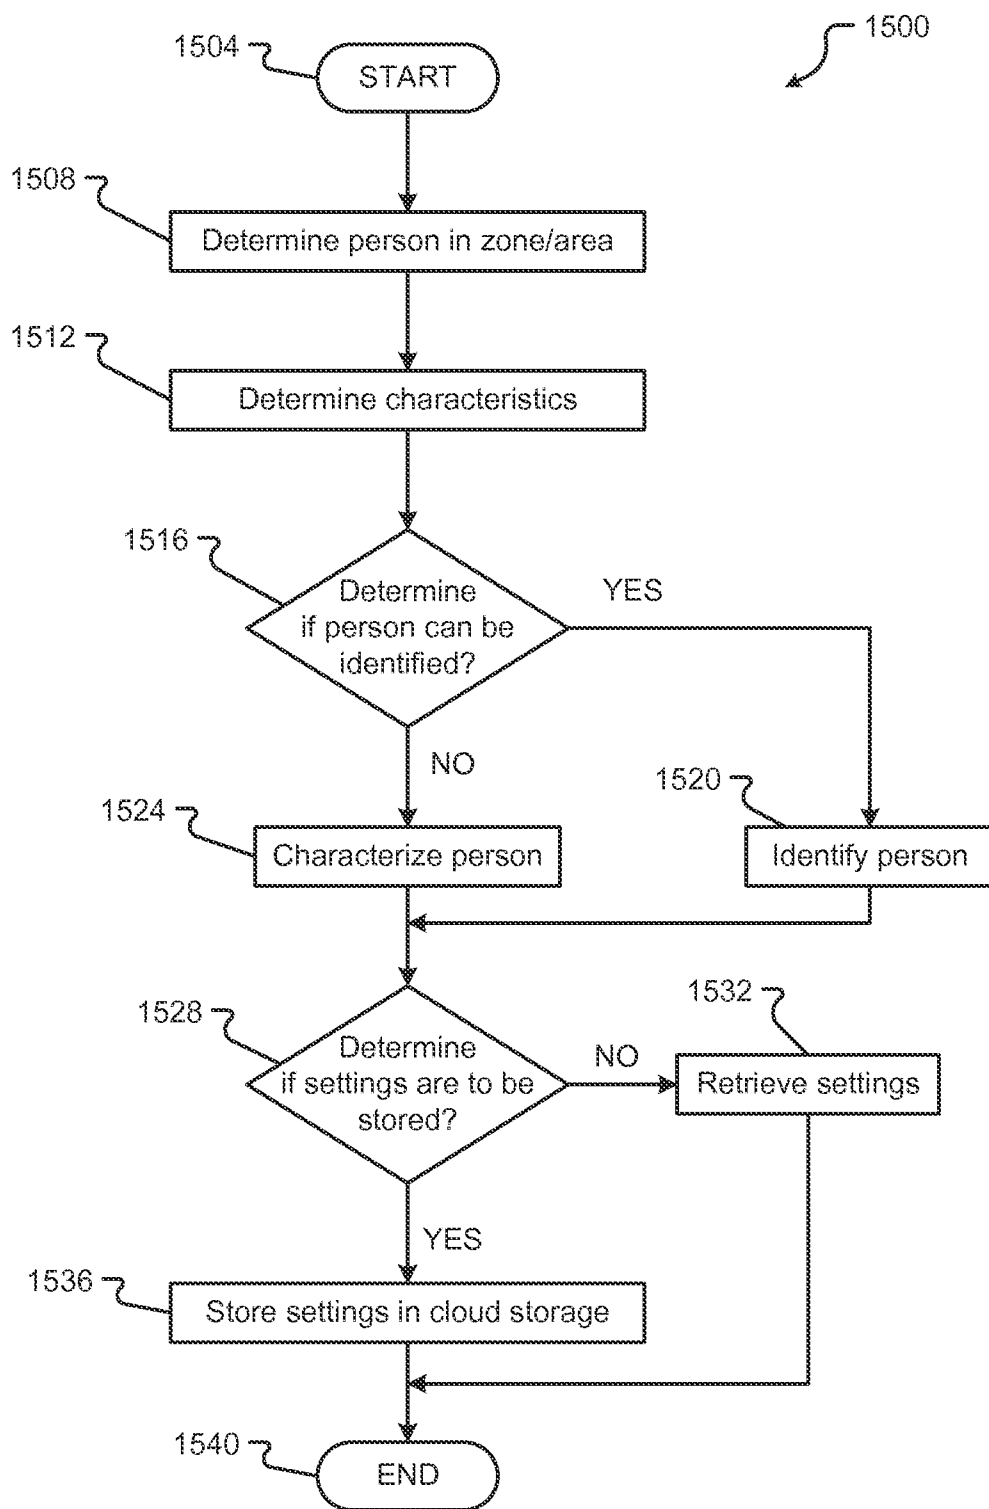 1500
1504
START
1508
Determine person in zone/area
1512
Determine characteristics
1516
Determine
if person can be
identified?
YES
NO
1520
1524
Characterize person
Identify person
1528
1532
Determine
if settings are to be
stored?
NO
Retrieve settings
YES
1536
Store settings in cloud storage
1540
END